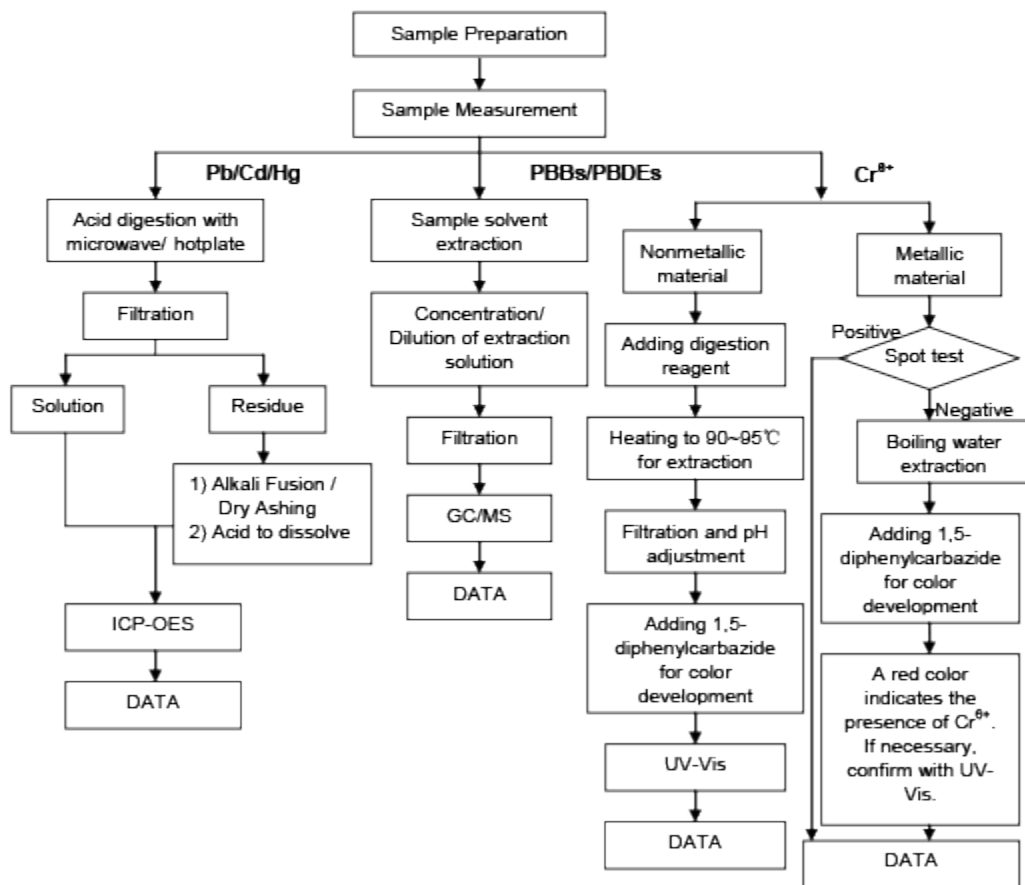 Sample Preparation
Sample Measurement
Pb/Cd/Hg
PBBs/PBDEs
Cr⁶⁺
Acid digestion with
microwave/ hotplate
Filtration
Solution
Residue
1) Alkali Fusion /
Dry Ashing
2) Acid to dissolve
ICP-OES
DATA
Sample solvent
extraction
Concentration/
Dilution of extraction
solution
Filtration
GC/MS
DATA
Nonmetallic
material
Adding digestion
reagent
Heating to 90~95℃
for extraction
Filtration and pH
adjustment
Adding 1,5-
diphenylcarbazide
for color
development
UV-Vis
DATA
Metallic
material
Positive
Spot test
Negative
Boiling water
extraction
Adding 1,5-
diphenylcarbazide
for color
development
A red color
indicates the
presence of Cr⁶⁺.
If necessary,
confirm with UV-
Vis.
DATA